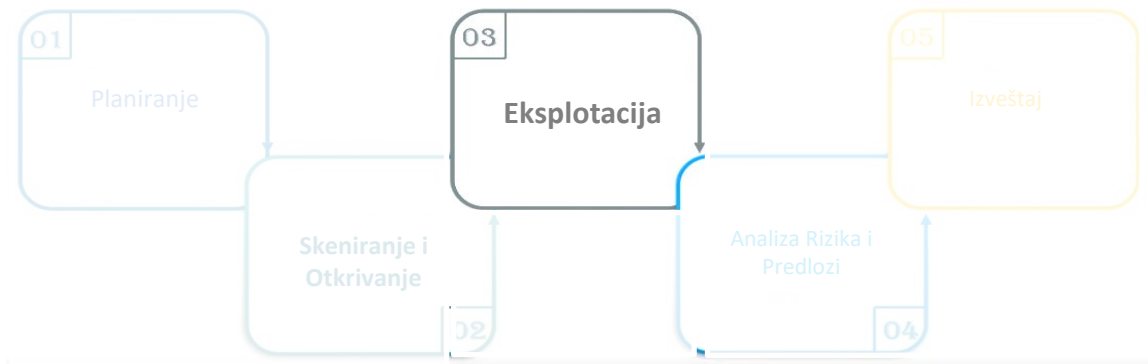 01
Planiranje
Skeniranje i
Otkrivanje
02
03
Eksplotacija
Analiza Rizika i
Predlozi
04
05
Izveštaj